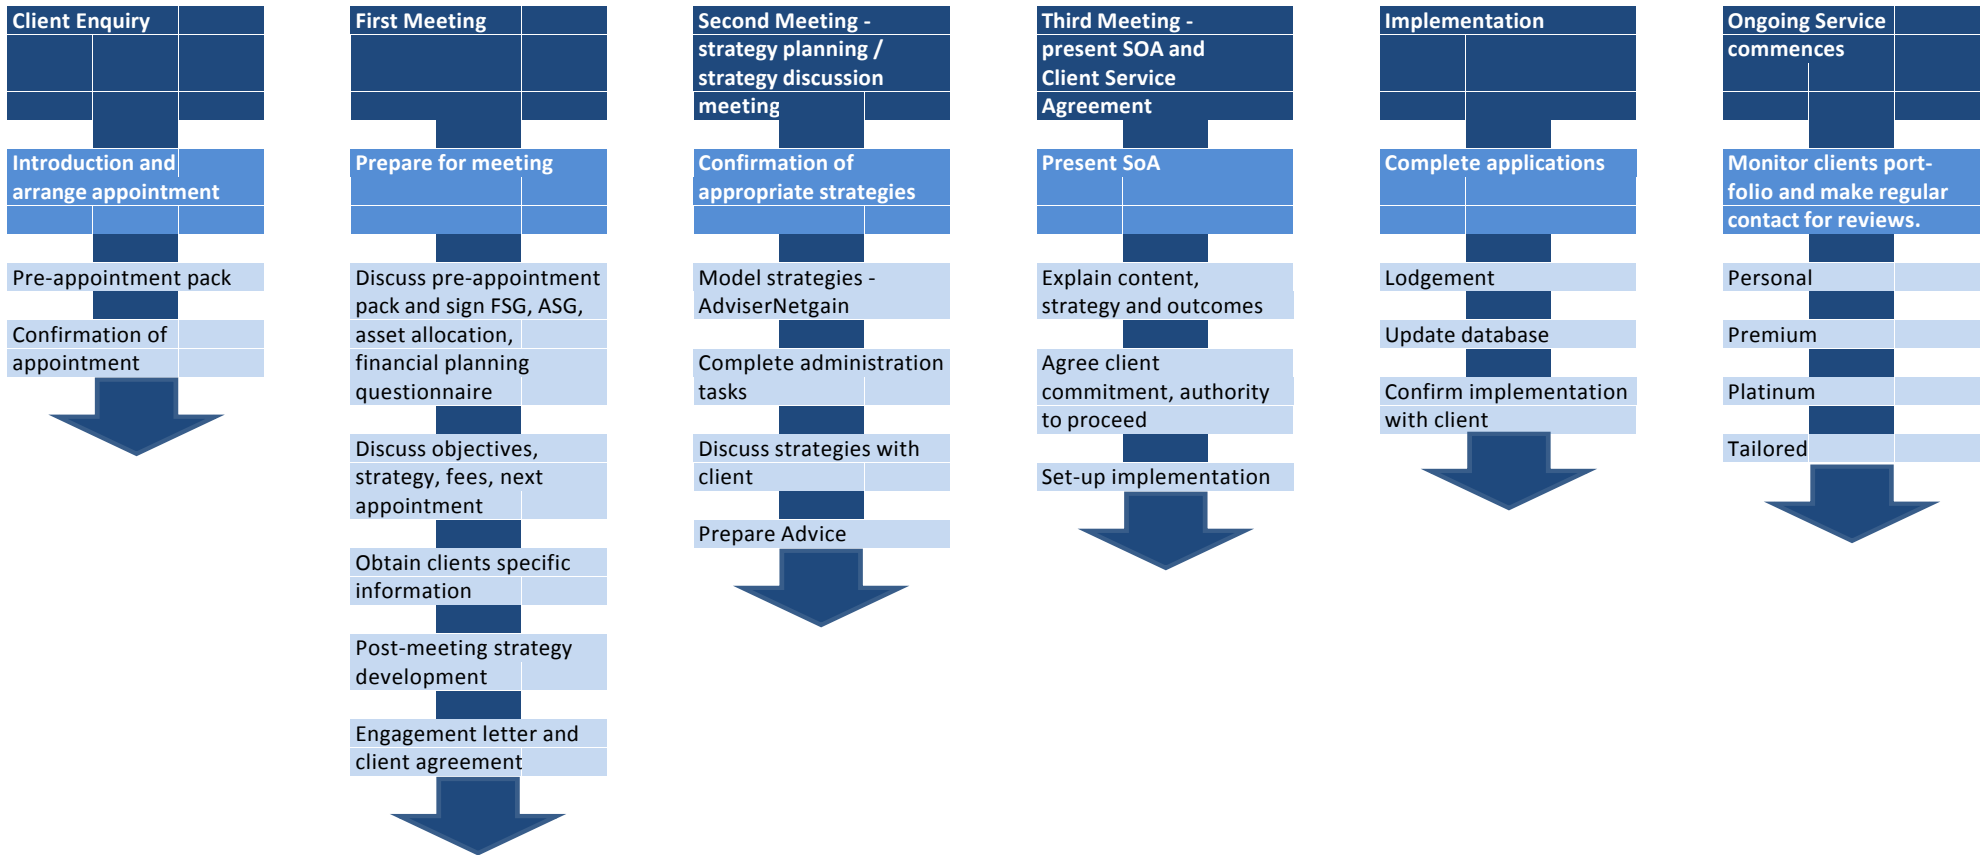 Client Enquiry
Introduction and
arrange appointment
Pre-appointment pack
Confirmation of
appointment
First Meeting
Prepare for meeting
Discuss pre-appointment
pack and sign FSG, ASG,
asset allocation,
financial planning
questionnaire
Discuss objectives,
strategy, fees, next
appointment
Obtain clients specific
information
Post-meeting strategy
development
Engagement letter and
client agreement
Second Meeting -
strategy planning /
strategy discussion
meeting
Confirmation of
appropriate strategies
Model strategies -
AdviserNetgain
Complete administration
tasks
Discuss strategies with
client
Prepare Advice
Third Meeting -
present SOA and
Client Service
Agreement
Present SoA
Explain content,
strategy and outcomes
Agree client
commitment, authority
to proceed
Set-up implementation
Implementation
Complete applications
Lodgement
Update database
Confirm implementation
with client
Ongoing Service
commences
Monitor clients port-
folio and make regular
contact for reviews.
Personal
Premium
Platinum
Tailored